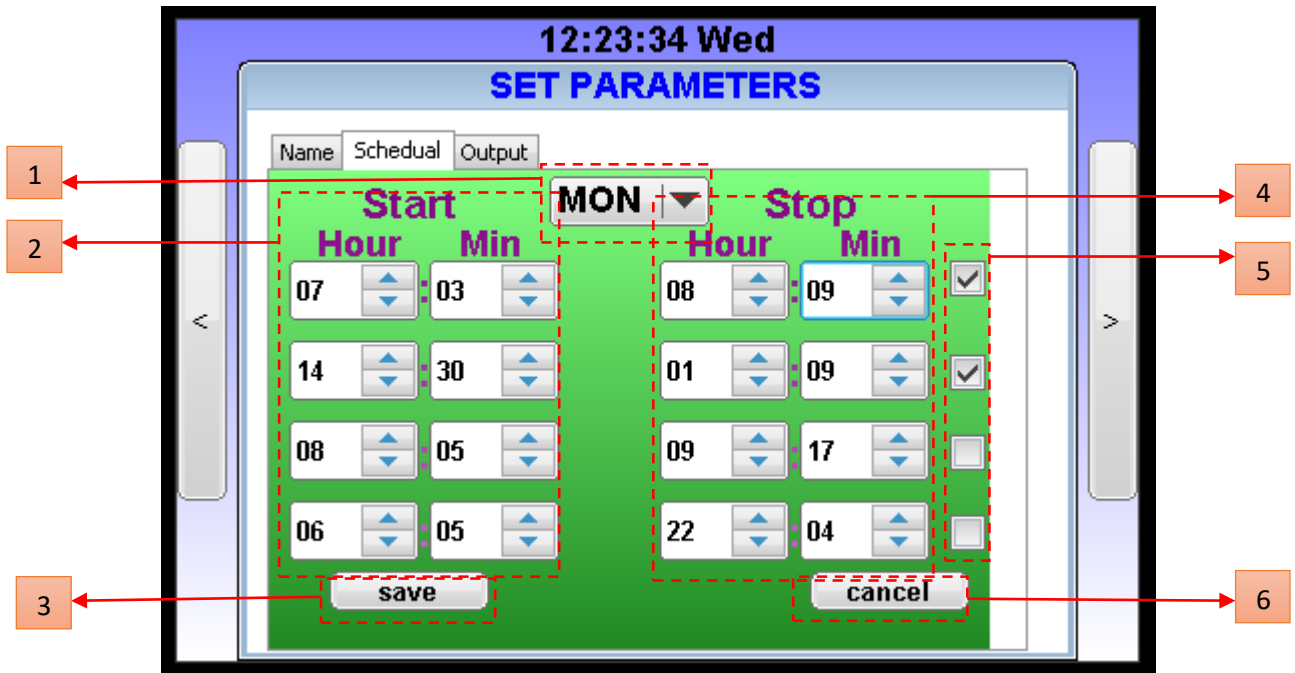 12:23:34 Wed
SET PARAMETERS
Name Schedual Output
1
MON
4
Start
Stop
2
Hour Min
Hour Min
5
07 : 03
08 : 09
<
>
14 : 30
01 : 09
08 : 05
09 : 17
06 : 05
22 : 04
3
save
cancel
6